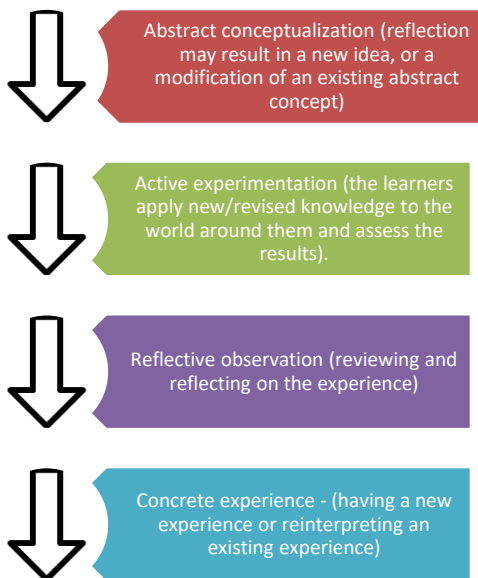 Abstract conceptualization (reflection
may result in a new idea, or a
modification of an existing abstract
concept)
Active experimentation (the learners
apply new/revised knowledge to the
world around them and assess the
results).
Reflective observation (reviewing and
reflecting on the experience)
Concrete experience - (having a new
experience or reinterpreting an
existing experience)